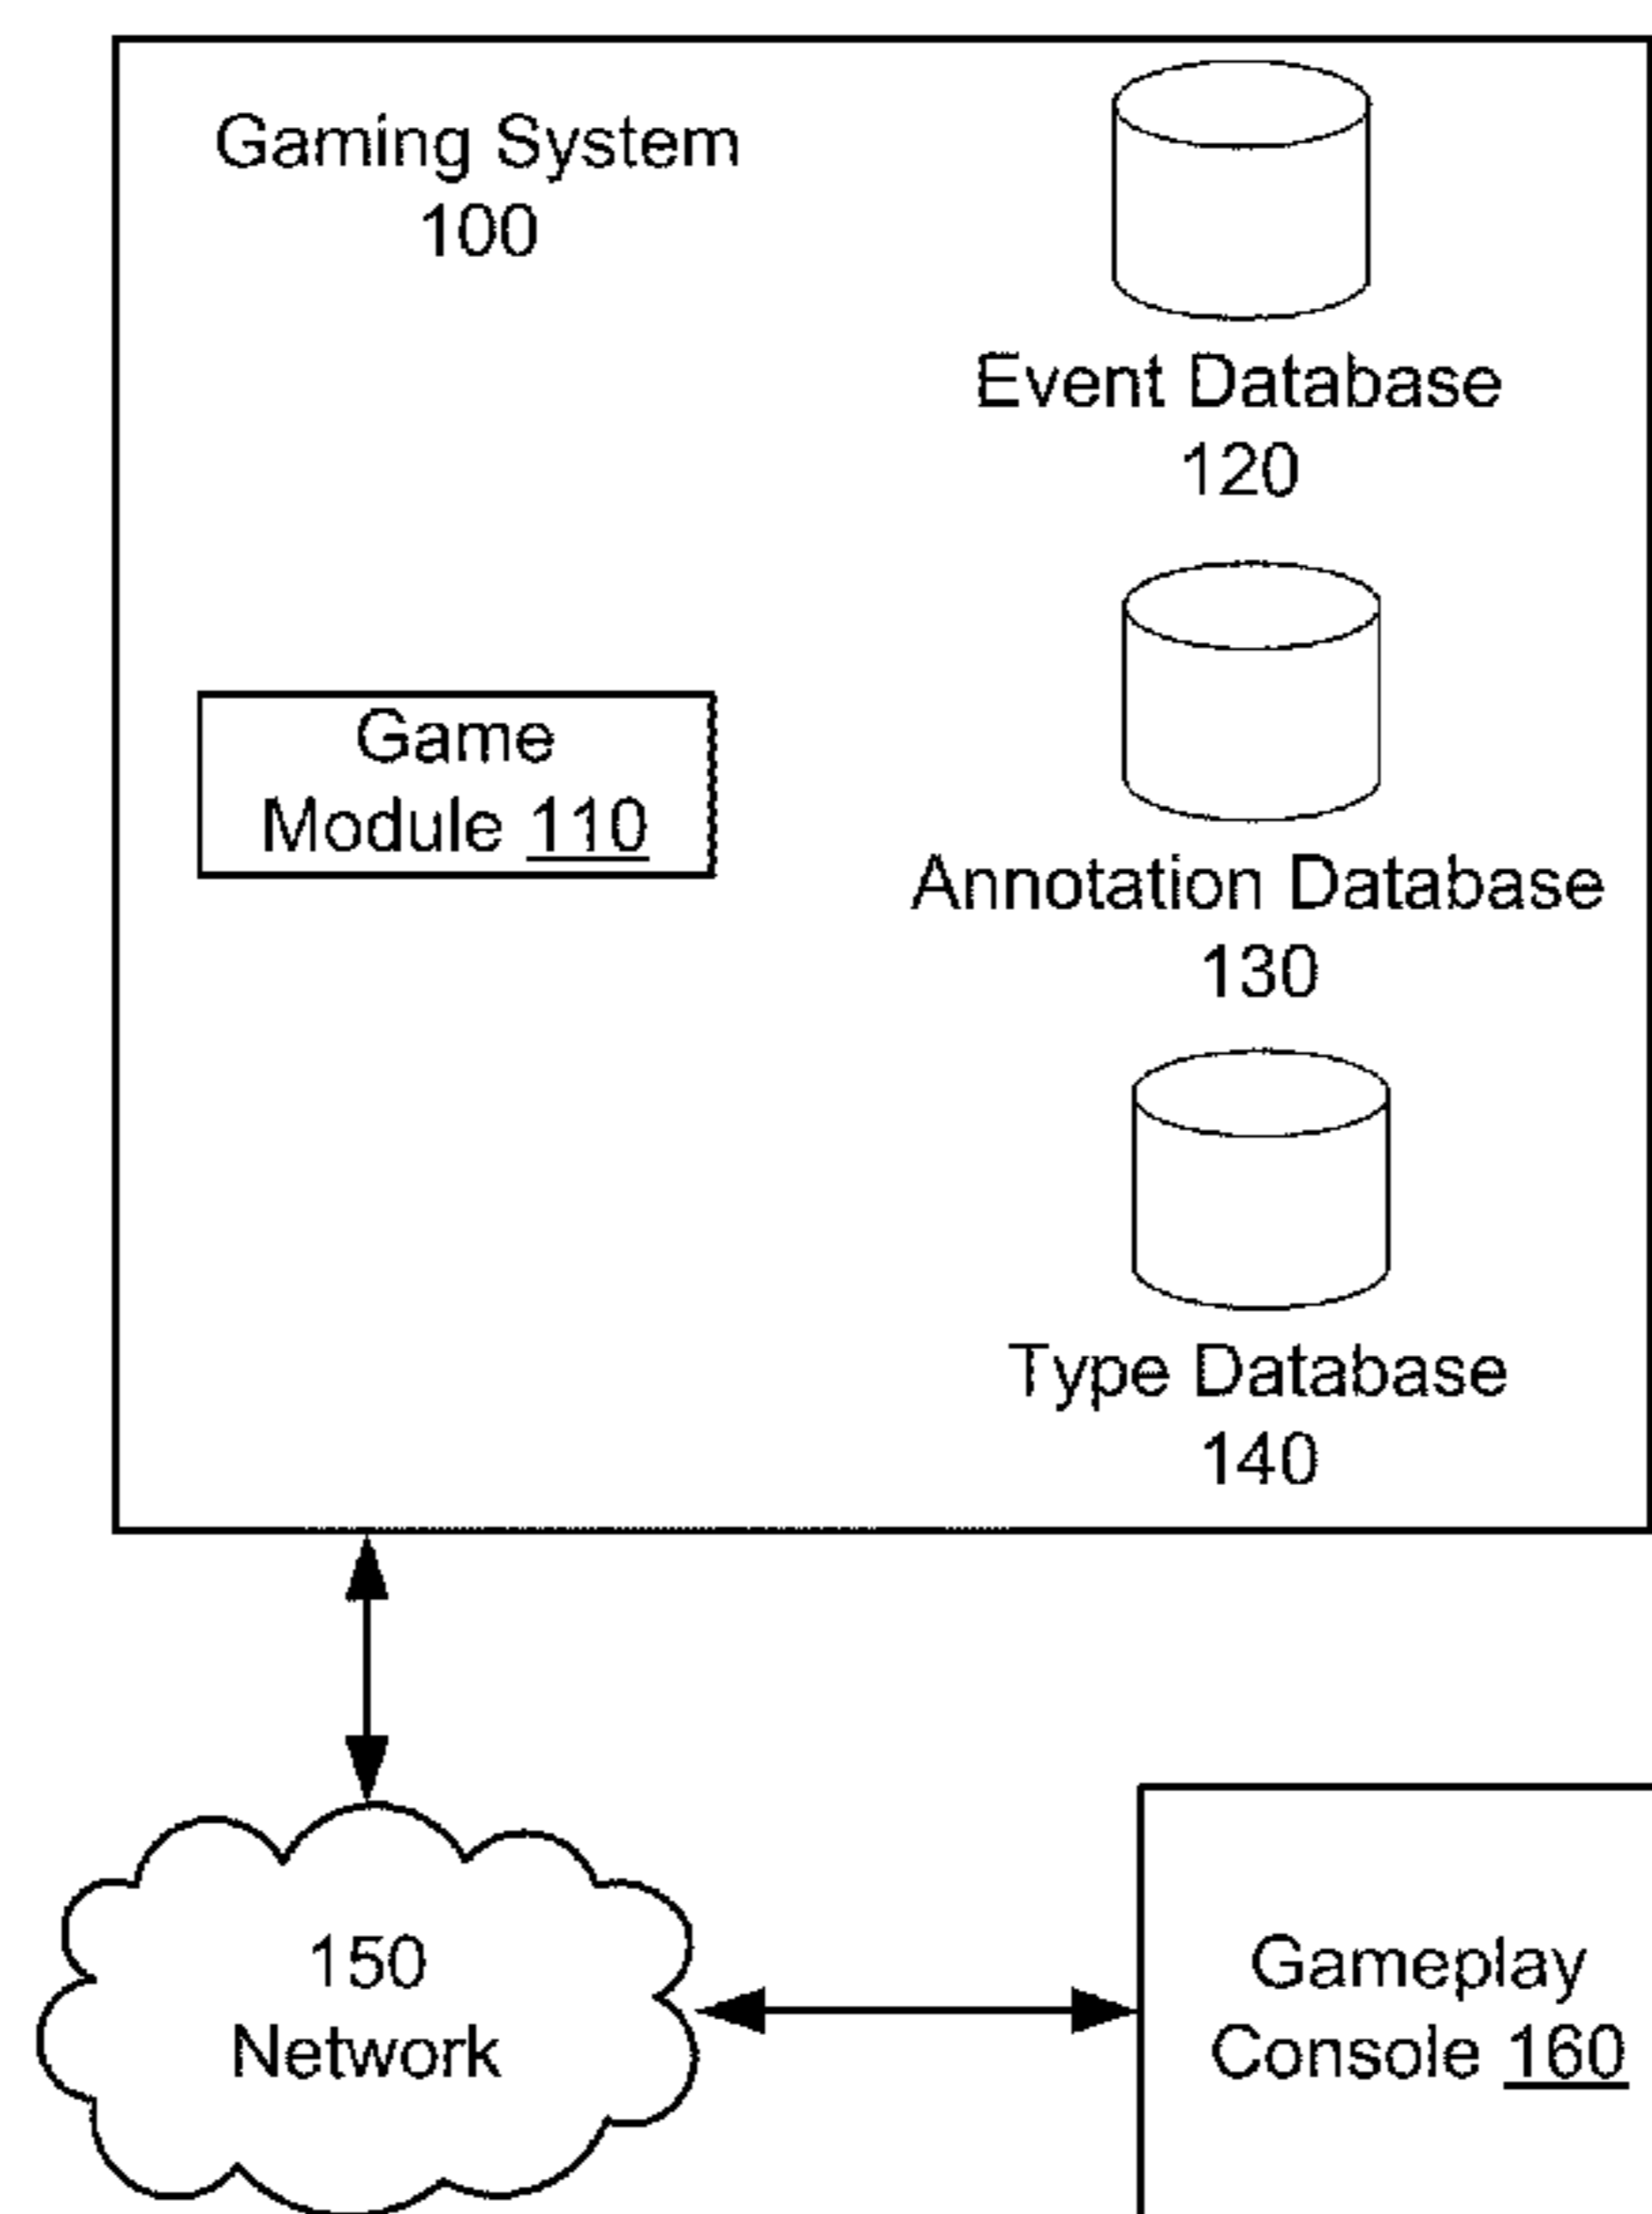 Gaming System
100
Event Database
120
Game
Module 110
Annotation Database
130
Type Database
140
150
Network
Gameplay
Console 160